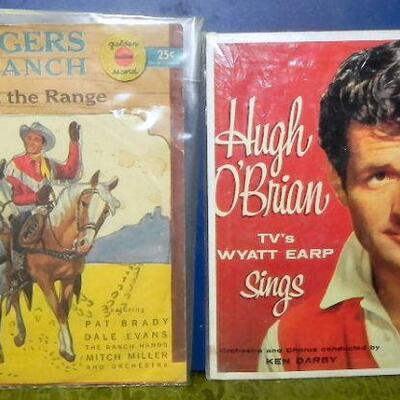 GERS
ANCH
the Range
golden
record
25¢
Featuring
PAT BRADY
DALE EVANS
THE RANCH HANDS
MITCH MILLER
AND ORCHESTRA
Hugh
O'Brian
TV's
WYATT EARP
Sings
Orchestra and Chorus conducted by
KEN DARBY